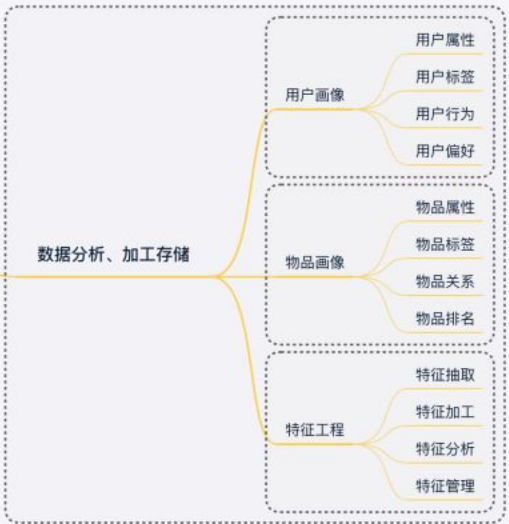 数据分析、加工存储
用户画像
用户属性
用户标签
用户行为
用户偏好
物品画像
物品属性
物品标签
物品关系
物品排名
特征工程
特征抽取
特征加工
特征分析
特征管理